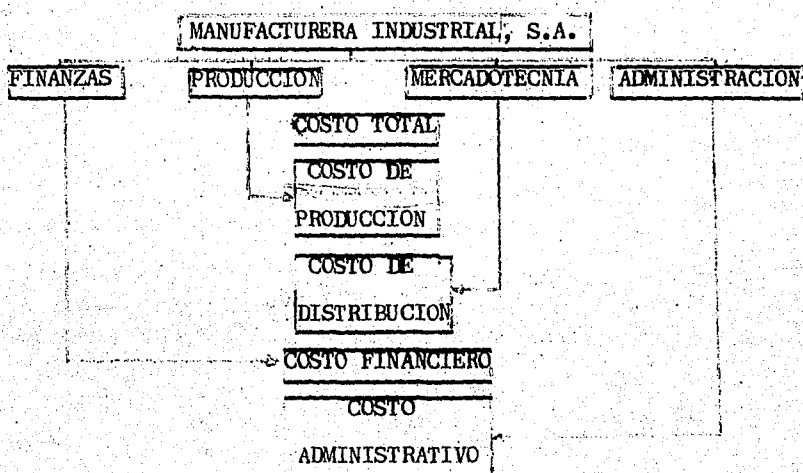 MANUFACTURERA INDUSTRIAL, S.A.
FINANZAS PRODUCCION MERCADOTECNIA ADMINISTRACION
COSTO TOTAL
COSTO DE
PRODUCCION
COSTO DE
DISTRIBUCION
COSTO FINANCIERO
COSTO
ADMINISTRATIVO